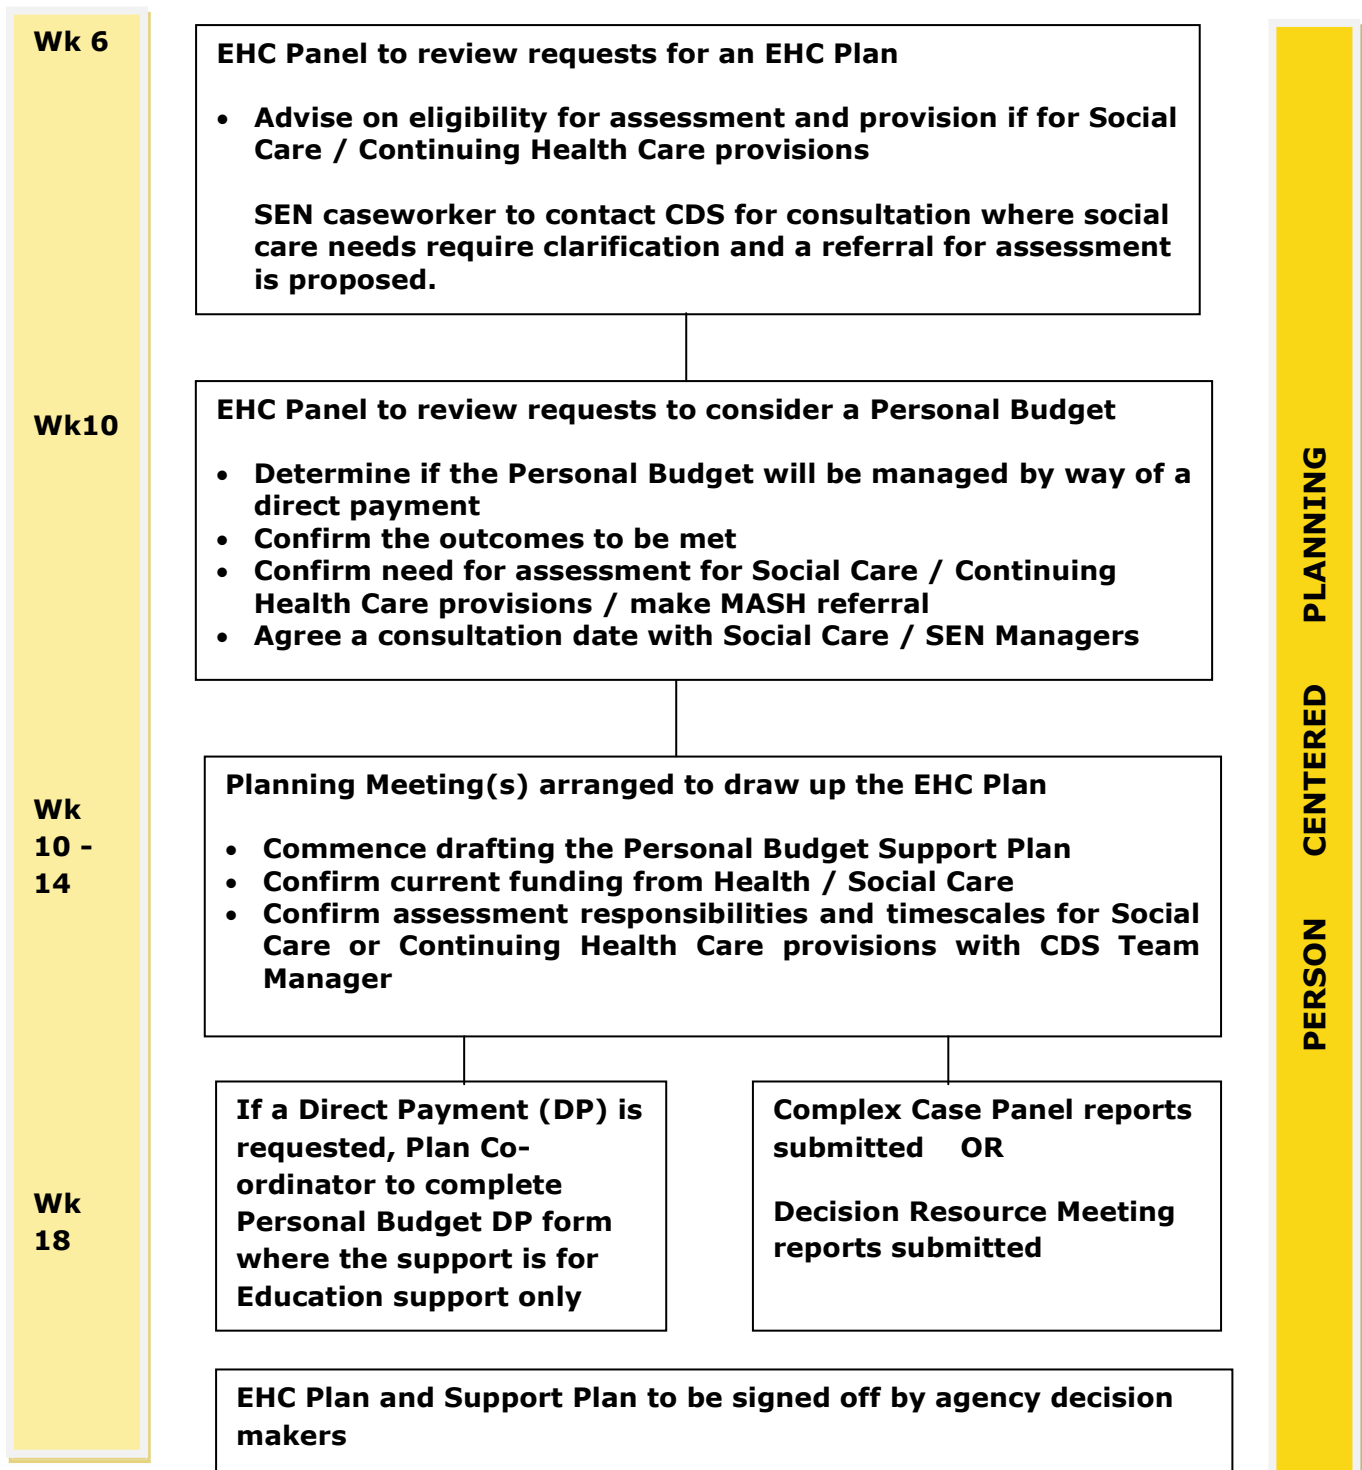 Wk 6
EHC Panel to review requests for an EHC Plan
• Advise on eligibility for assessment and provision if for Social
Care / Continuing Health Care provisions
SEN caseworker to contact CDS for consultation where social
care needs require clarification and a referral for assessment
is proposed.
Wk10
EHC Panel to review requests to consider a Personal Budget
• Determine if the Personal Budget will be managed by way of a
direct payment
• Confirm the outcomes to be met
• Confirm need for assessment for Social Care / Continuing
Health Care provisions / make MASH referral
• Agree a consultation date with Social Care / SEN Managers
Wk
10 -
14
Planning Meeting(s) arranged to draw up the EHC Plan
• Commence drafting the Personal Budget Support Plan
• Confirm current funding from Health / Social Care
• Confirm assessment responsibilities and timescales for Social
Care or Continuing Health Care provisions with CDS Team
Manager
Wk
18
If a Direct Payment (DP) is
requested, Plan Co-
ordinator to complete
Personal Budget DP form
where the support is for
Education support only
Complex Case Panel reports
submitted OR
Decision Resource Meeting
reports submitted
EHC Plan and Support Plan to be signed off by agency decision
makers
PERSON CENTERED PLANNING